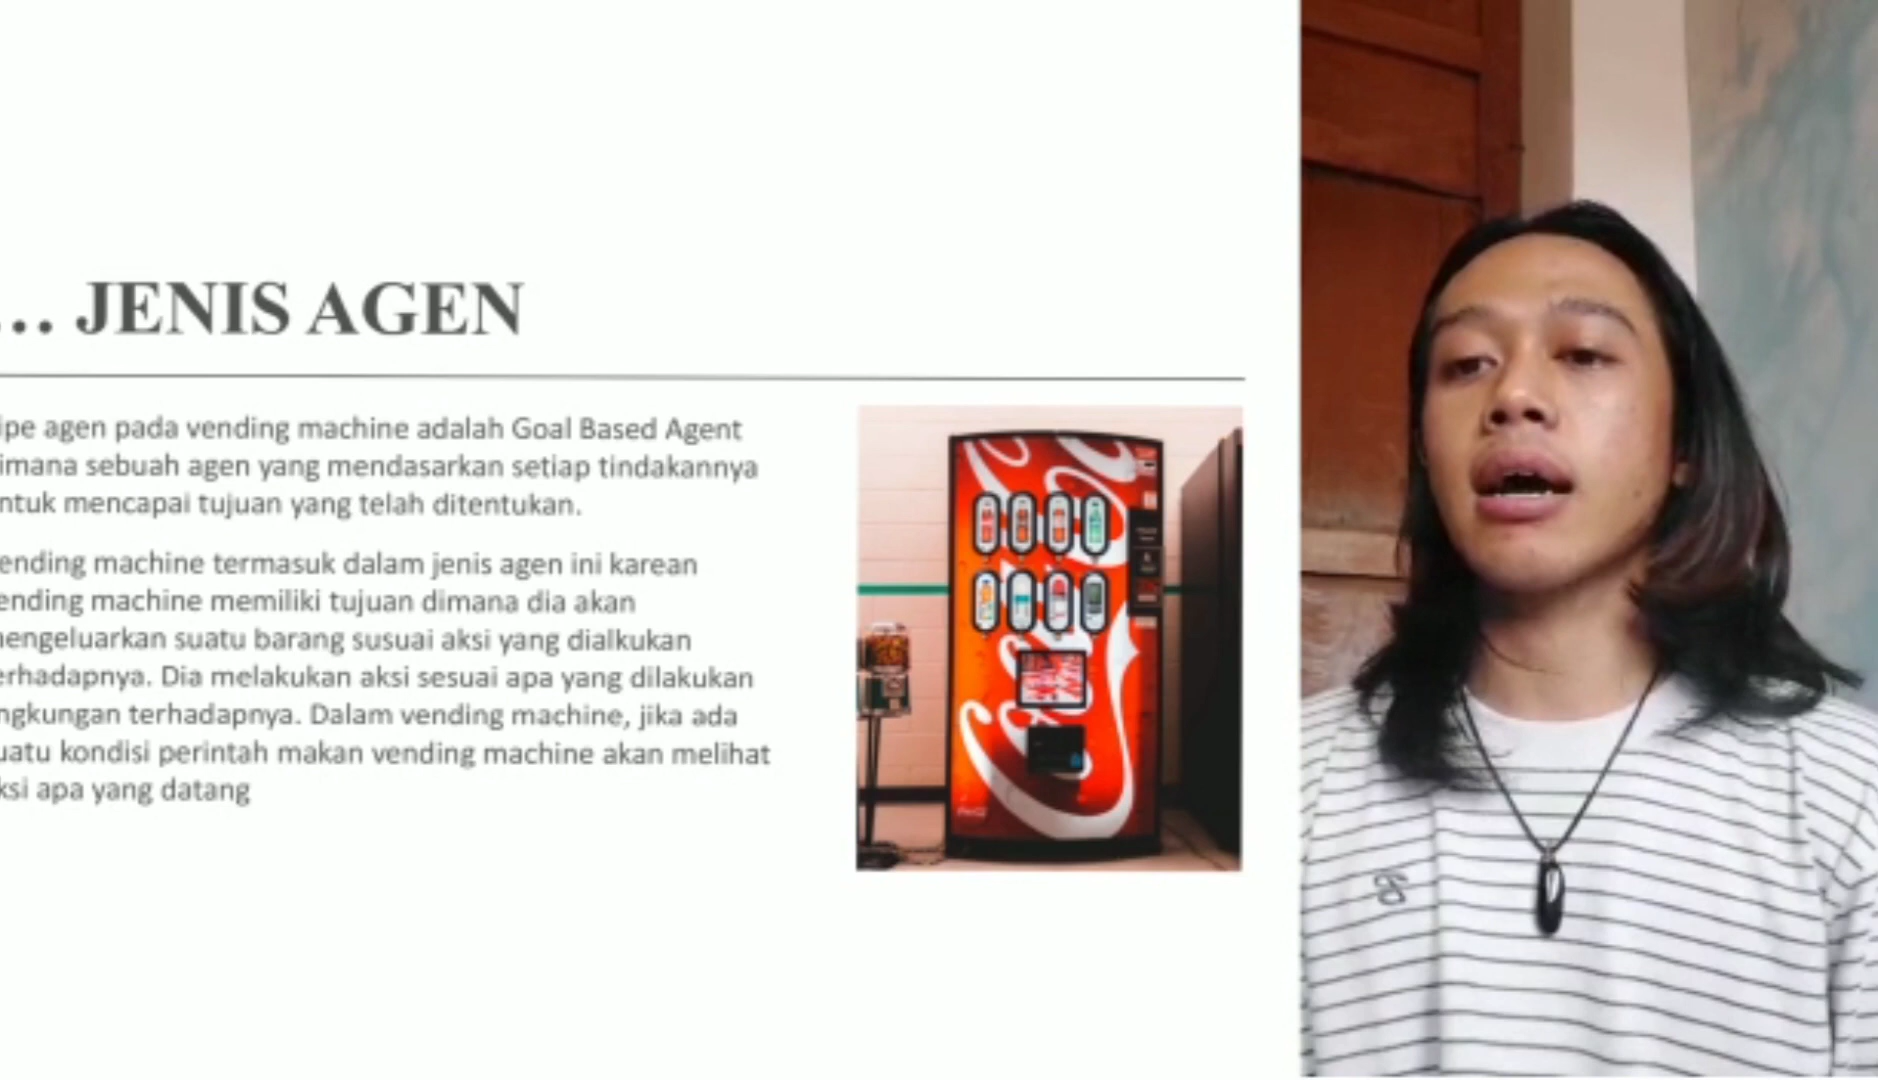 ... JENIS AGEN
ipe agen pada vending machine adalah Goal Based Agent
imana sebuah agen yang mendasarkan setiap tindakannya
ntuk mencapai tujuan yang telah ditentukan.
ending machine termasuk dalam jenis agen ini karean
ending machine memiliki tujuan dimana dia akan
engeluarkan suatu barang susuai aksi yang dialkukan
erhadapnya. Dia melakukan aksi sesuai apa yang dilakukan
ngkungan terhadapnya. Dalam vending machine, jika ada
uatu kondisi perintah makan vending machine akan melihat
ksi apa yang datang